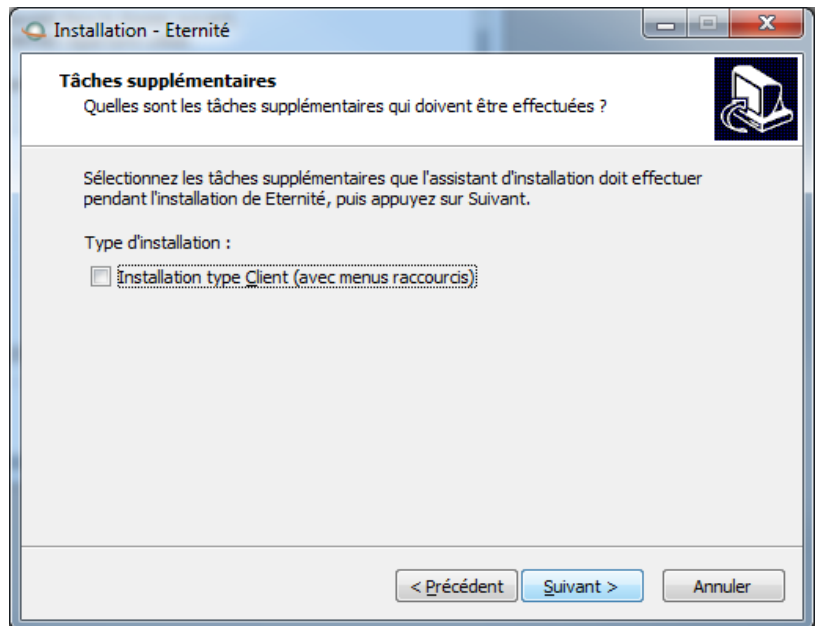 Installation - Eternité
Tâches supplémentaires
Quelles sont les tâches supplémentaires qui doivent être effectuées ?
Sélectionnez les tâches supplémentaires que l'assistant d'installation doit effectuer
pendant l'installation de Eternité, puis appuyez sur Suivant.
Type d'installation :
Installation type Client (avec menus raccourcis)
< Précédent
Suivant >
Annuler